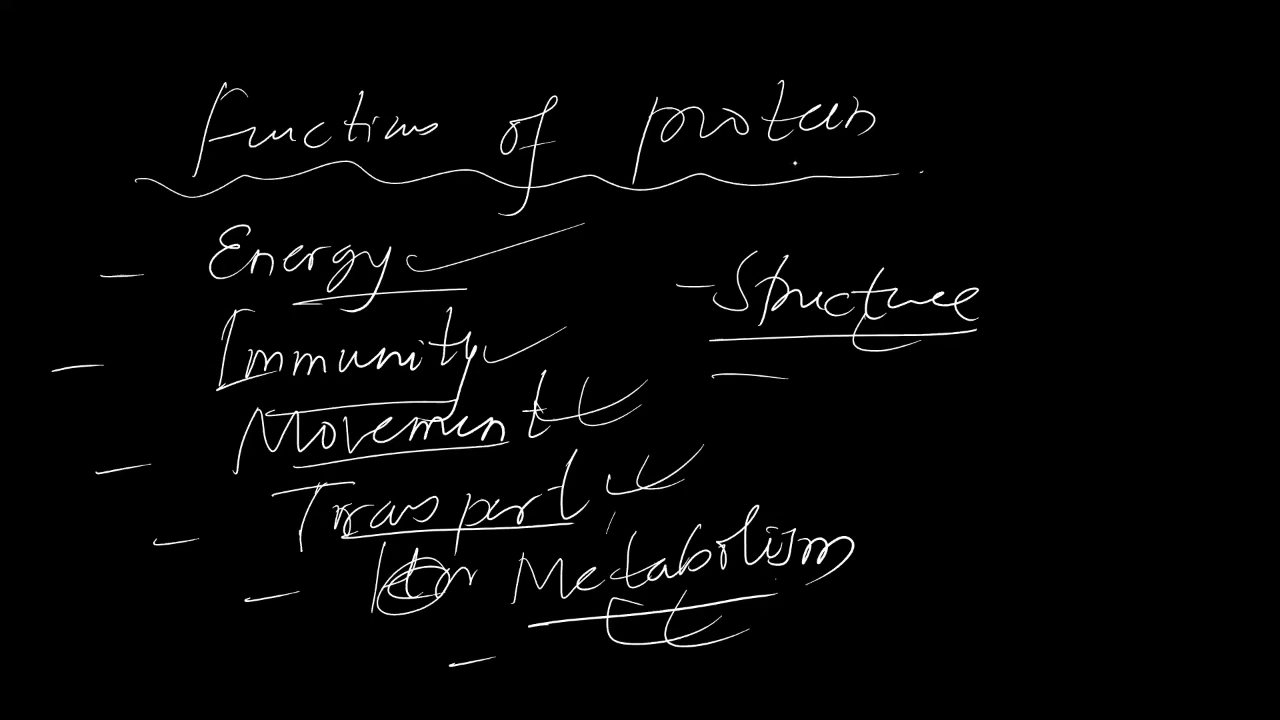 Functions of protein
- Energy
- Immunity
- Movement
- Transport
- Metabolism
-
- Structure